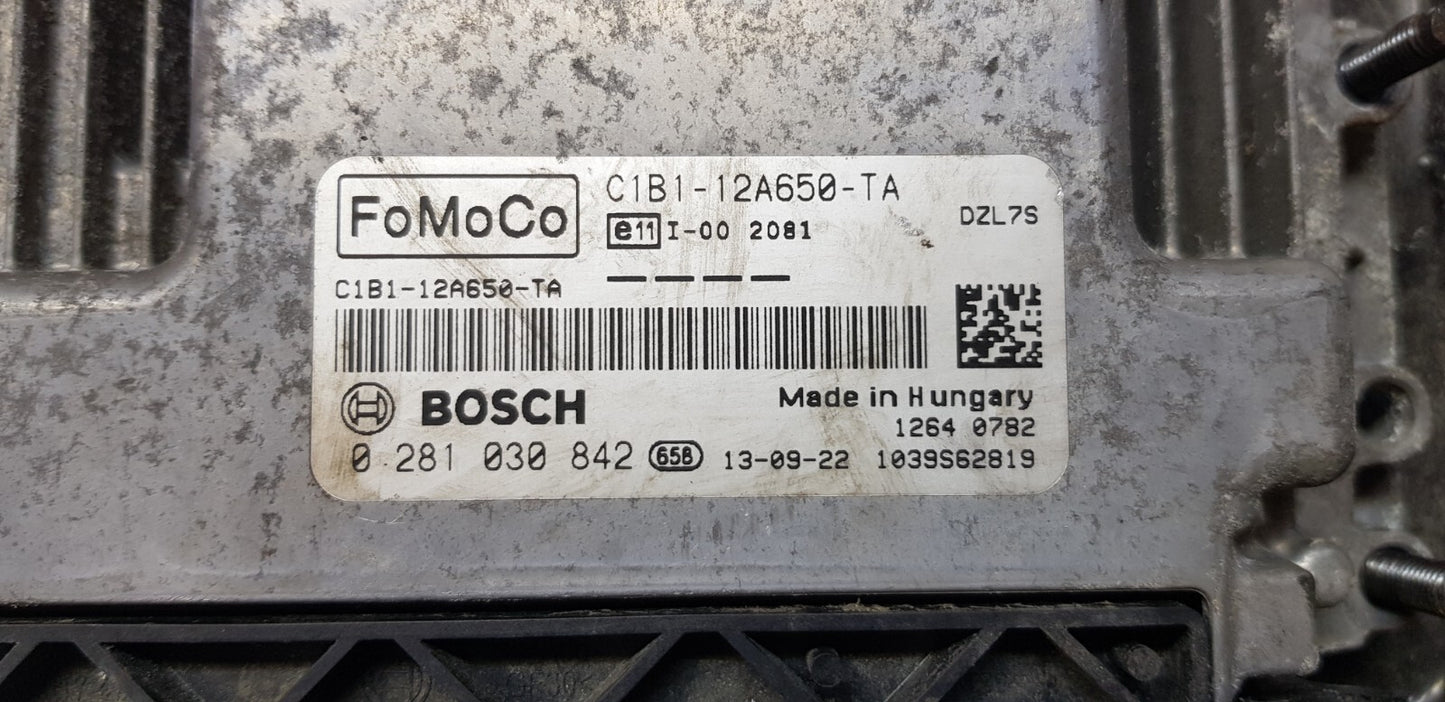 FoMoCo
C1B1-12A650-TA
DZL7S
e11 I-00 2081
C1B1-12A650-TA
BOSCH
Made in Hungary
1264 0782
0 281 030 842 65B 13-09-22 1039S62819